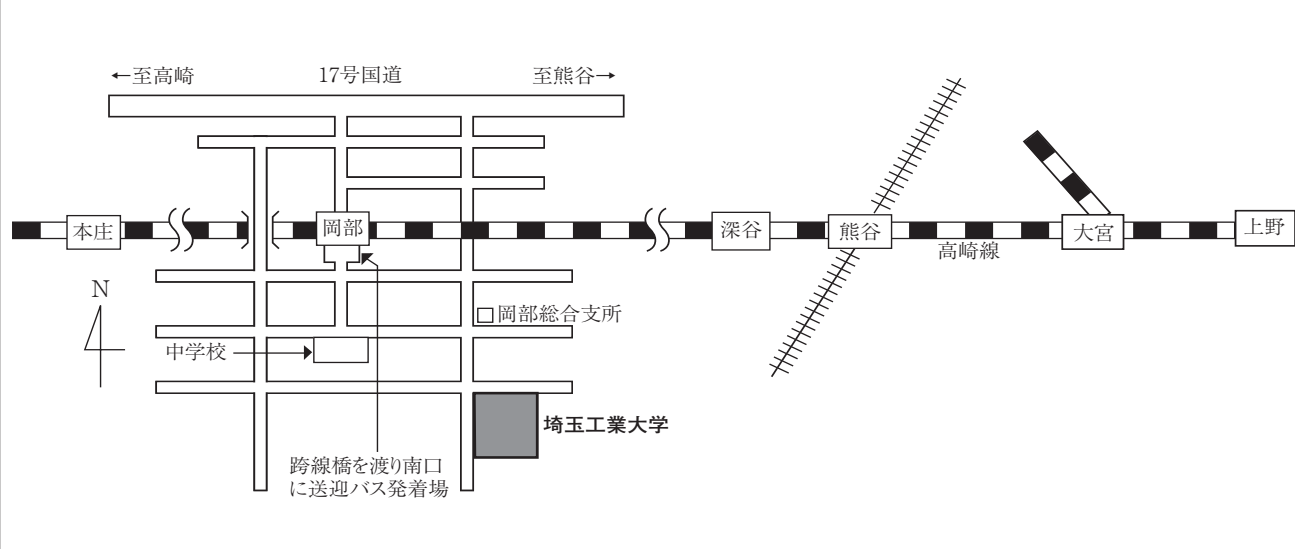 ←至高崎
17号国道
至熊谷→
本庄
岡部
深谷
熊谷
大宮
上野
高崎線
N
岡部総合支所
中学校
埼玉工業大学
跨線橋を渡り南口
に送迎バス発着場